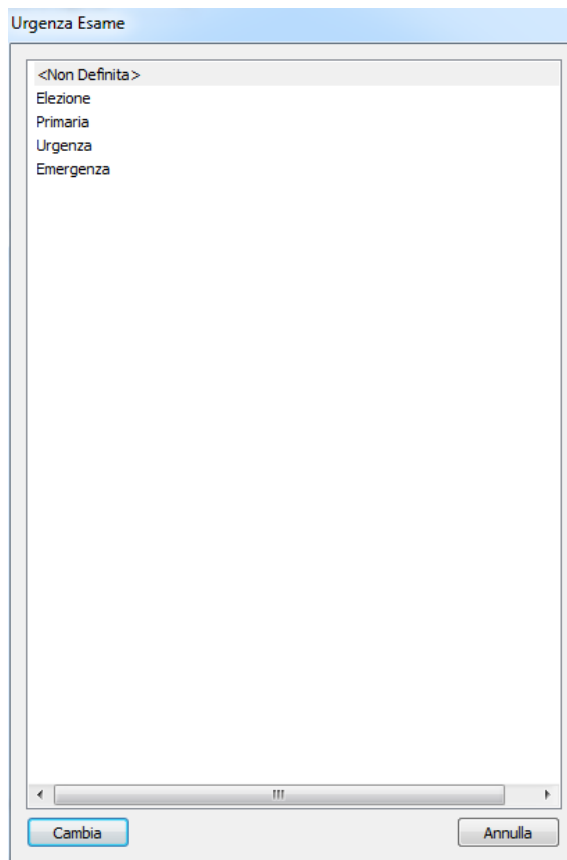 Urgenza Esame
<Non Definita>
Elezione
Primaria
Urgenza
Emergenza
Cambia
Annulla